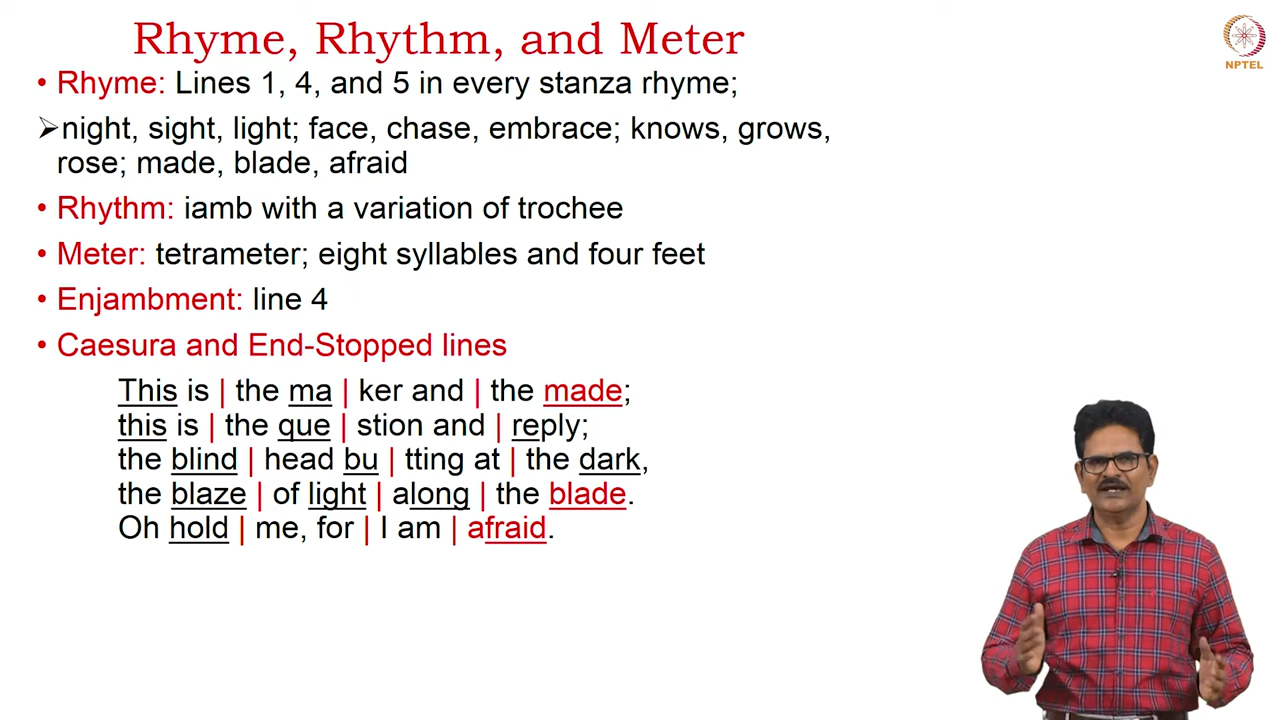 Rhyme, Rhythm, and Meter
NPTEL
• Rhyme: Lines 1, 4, and 5 in every stanza rhyme;
➢night, sight, light; face, chase, embrace; knows, grows,
rose; made, blade, afraid
• Rhythm: iamb with a variation of trochee
• Meter: tetrameter; eight syllables and four feet
• Enjambment: line 4
• Caesura and End-Stopped lines
This is | the ma | ker and | the made;
this is | the que | stion and | reply;
the blind | head bu | tting at | the dark,
the blaze | of light | along | the blade.
Oh hold | me, for | I am | afraid.